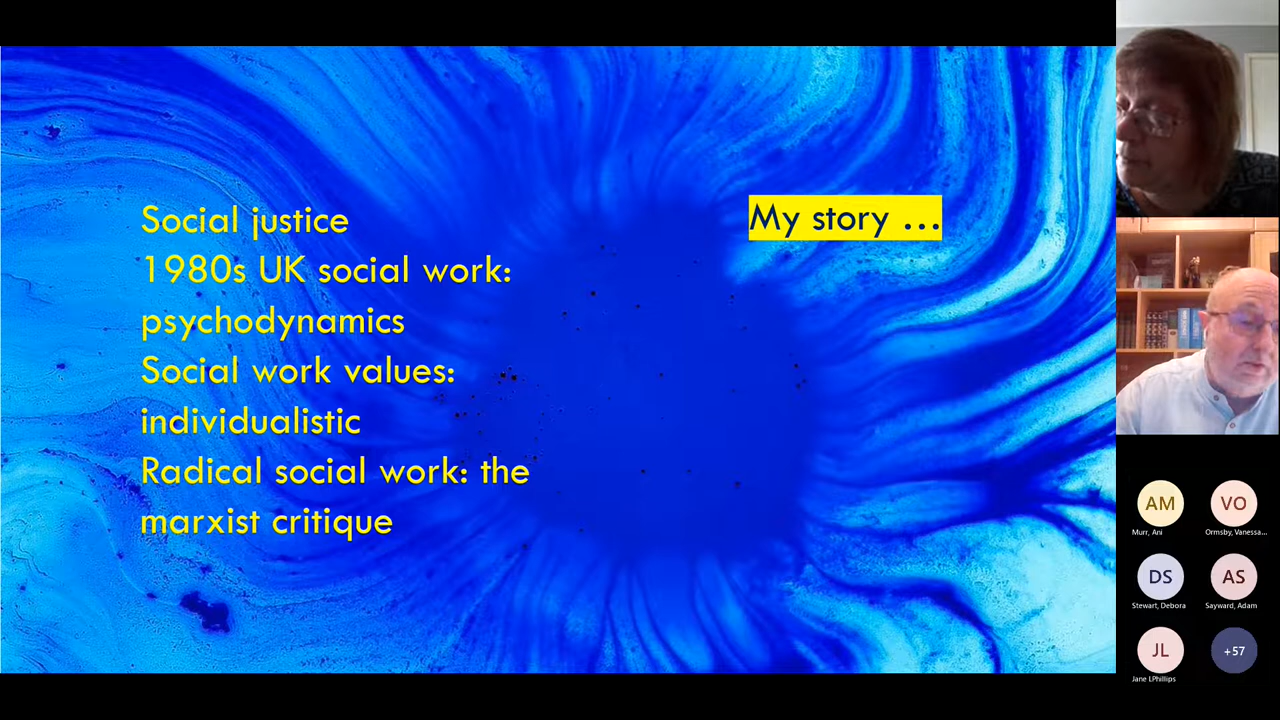 Social justice
1980s UK social work:
psychodynamics
Social work values:
individualistic
Radical social work: the
marxist critique
My story ...
AM
VO
Murr, Ani
Ormsby, Vanessa...
DS
AS
Stewart, Debora
Sayward, Adam
JL
+57
Jane LPhillips